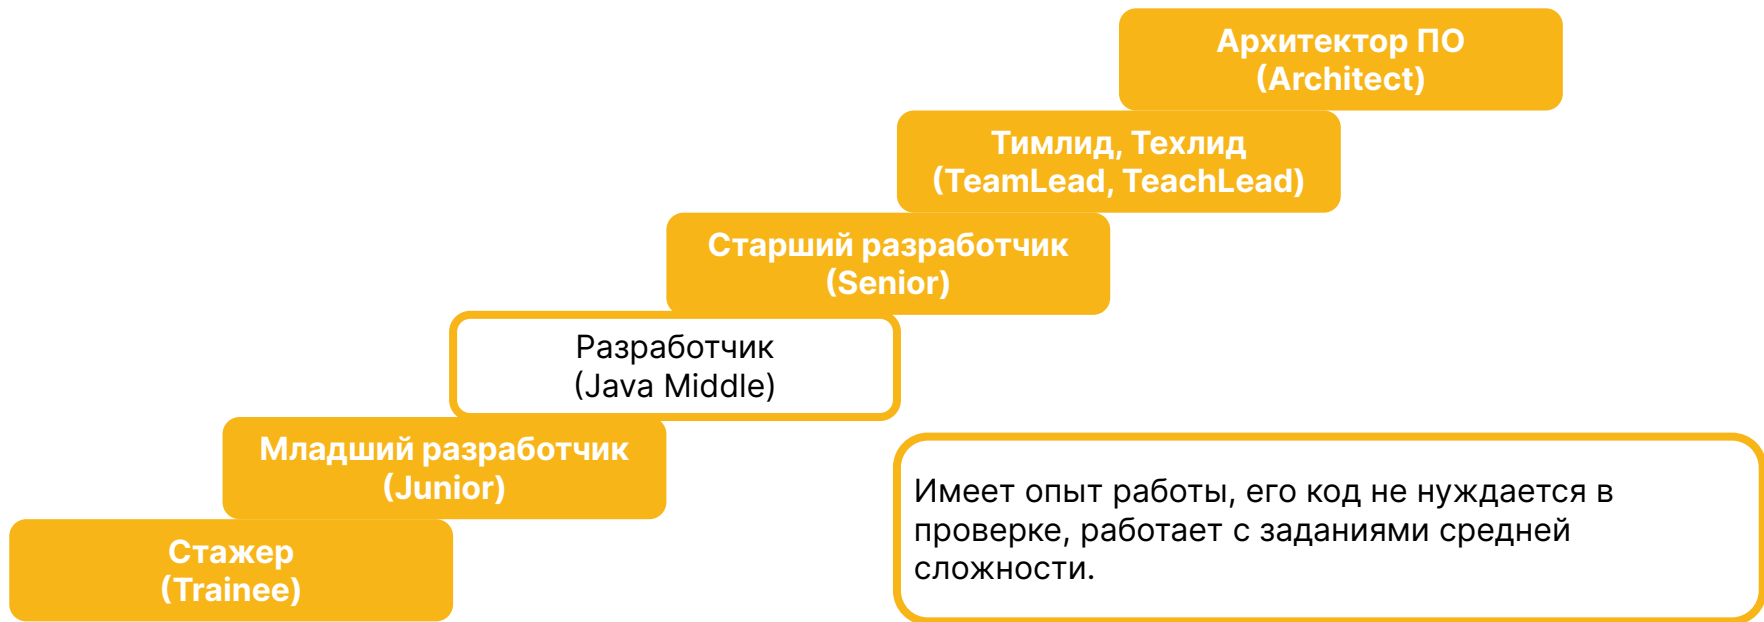 Архитектор ПО
(Architect)
Тимлид, Техлид
(TeamLead, TeachLead)
Старший разработчик
(Senior)
Разработчик
(Java Middle)
Младший разработчик
(Junior)
Имеет опыт работы, его код не нуждается в
проверке, работает с заданиями средней
сложности.
Стажер
(Trainee)